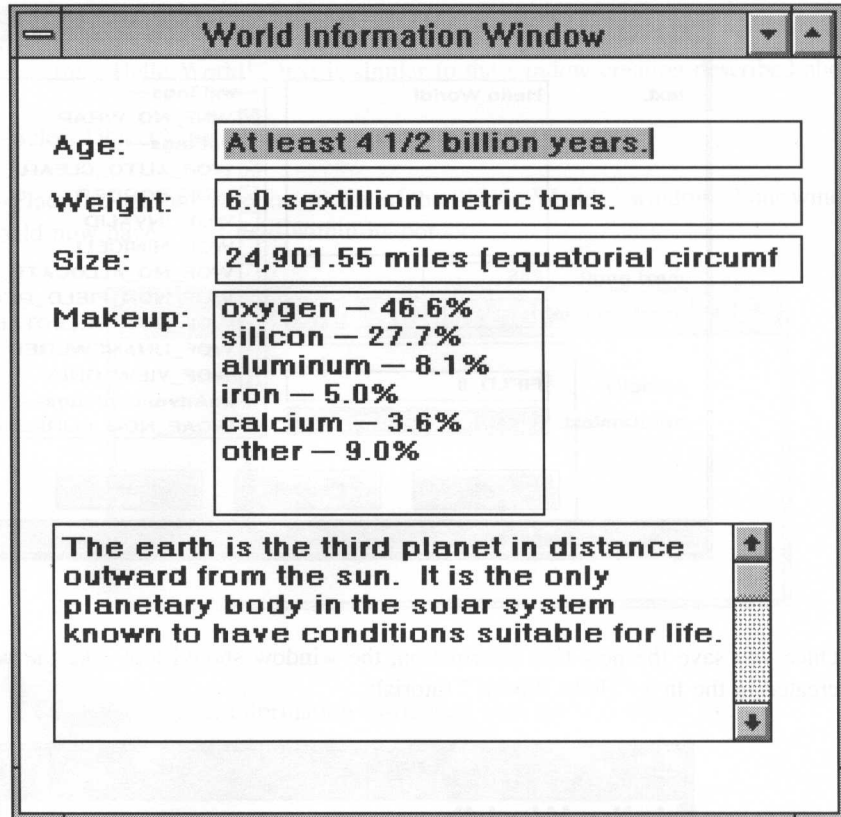 World Information Window
Age: At least 4 1/2 billion years.
Weight: 6.0 sextillion metric tons.
Size: 24,901.55 miles (equatorial circumf
Makeup: oxygen — 46.6%
silicon — 27.7%
aluminum — 8.1%
iron — 5.0%
calcium — 3.6%
other — 9.0%
The earth is the third planet in distance
outward from the sun.  It is the only
planetary body in the solar system
known to have conditions suitable for life.